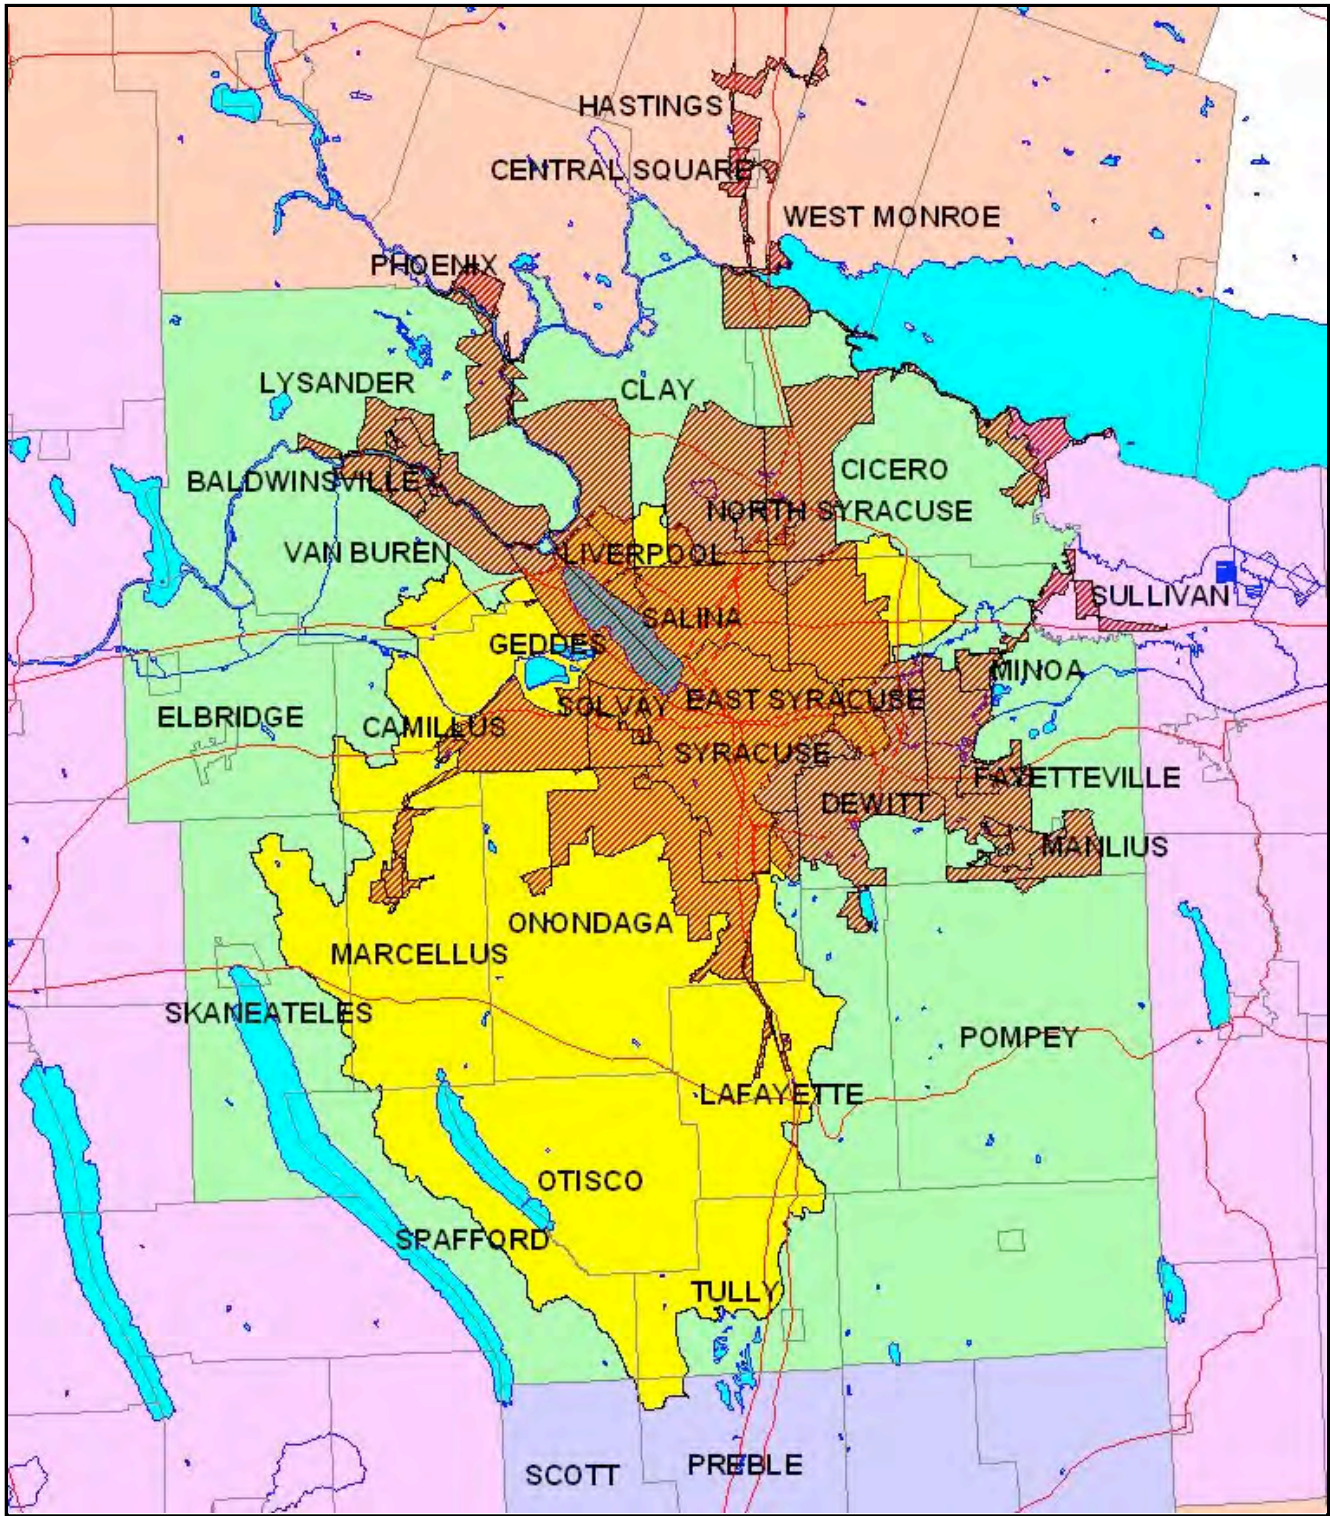 HASTINGS
CENTRAL SQUARE
WEST MONROE
PHOENIX
LYSANDER
CLAY
CICERO
BALDWINSVILLE
NORTH SYRACUSE
VAN BUREN
LIVERPOOL
SULLIVAN
SALINA
GEDDES
MINOA
SOLVAY
EAST SYRACUSE
ELBRIDGE
CAMILLUS
SYRACUSE
FAYETTEVILLE
DEWITT
MANLIUS
ONONDAGA
MARCELLUS
SKANEATELES
POMPEY
LAFAYETTE
OTISCO
SPAFFORD
TULLY
PREBLE
SCOTT